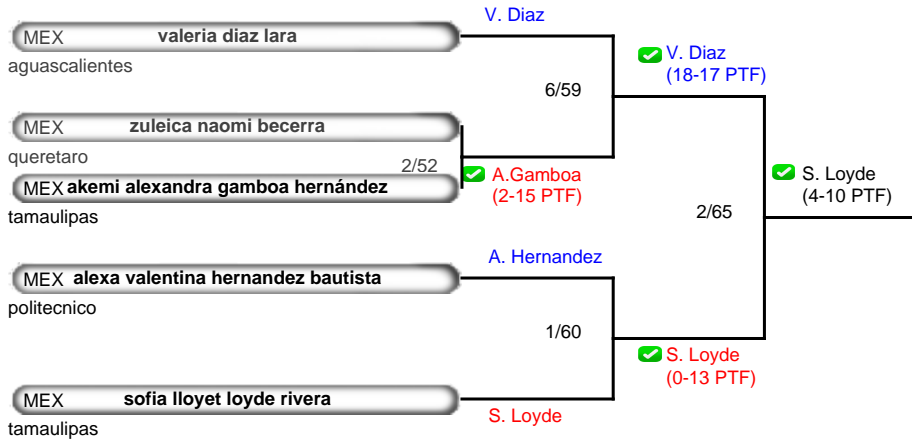 V. Diaz
MEX valeria diaz lara
aguascalientes
V. Diaz
(18-17 PTF)
6/59
MEX zuleica naomi becerra
queretaro
2/52
A.Gamboa
(2-15 PTF)
MEX akemi alexandra gamboa hernández
tamaulipas
S. Loyde
(4-10 PTF)
2/65
A. Hernandez
MEX alexa valentina hernandez bautista
politecnico
1/60
S. Loyde
(0-13 PTF)
MEX sofia lloyet loyde rivera
S. Loyde
tamaulipas